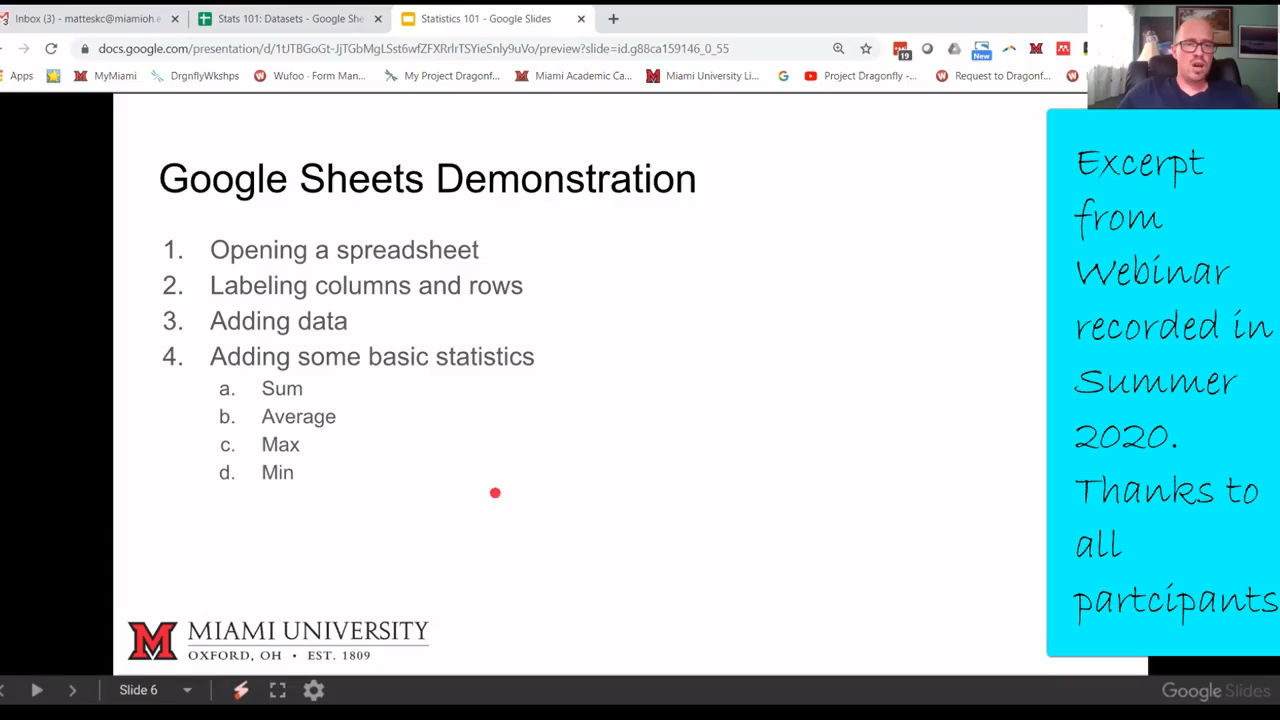 Inbox (3) - matteskc@miamioh.e
Stats 101: Datasets - Google She
Statistics 101 - Google Slides
docs.google.com/presentation/d/
/preview?slide=id.g88ca159146_0_55
19
New
Apps
MyMiami
DrgnflyWkshps
Wufoo - Form Man...
My Project Dragonf...
Miami Academic Ca...
Miami University Li...
Project Dragonfly -...
Request to Dragonf...
Google Sheets Demonstration
1. Opening a spreadsheet
2. Labeling columns and rows
3. Adding data
4. Adding some basic statistics
a. Sum
b. Average
c. Max
d. Min
M
MIAMI UNIVERSITY
OXFORD, OH • EST. 1809
Excerpt
from
Webinar
recorded in
Summer
2020.
Thanks to
all
partcipants
Slide 6
Google Slides